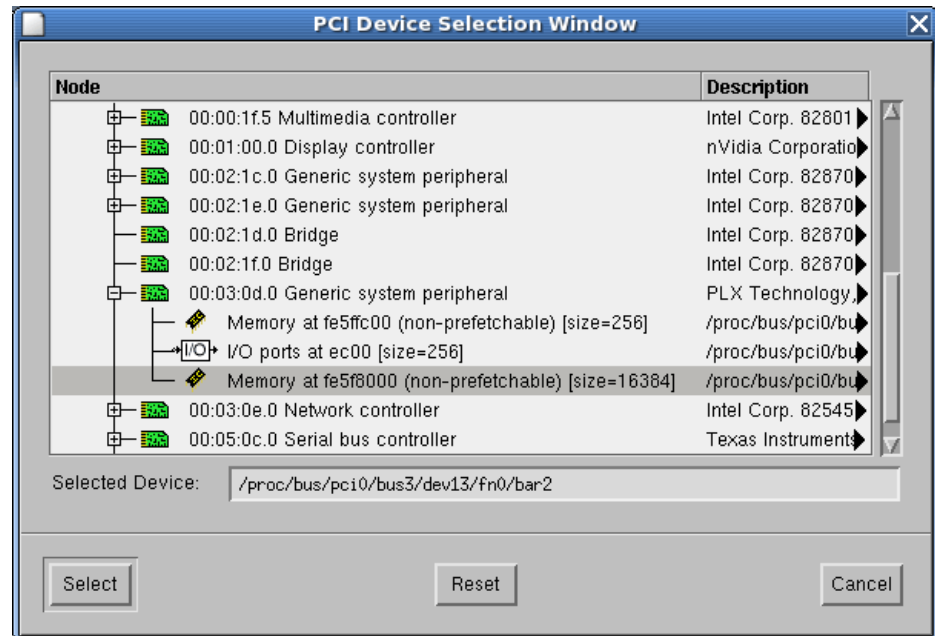 PCI Device Selection Window
Node Description
00:00:1f.5 Multimedia controller Intel Corp. 82801
00:01:00.0 Display controller nVidia Corporatio
00:02:1c.0 Generic system peripheral Intel Corp. 82870
00:02:1e.0 Generic system peripheral Intel Corp. 82870
00:02:1d.0 Bridge Intel Corp. 82870
00:02:1f.0 Bridge Intel Corp. 82870
00:03:0d.0 Generic system peripheral PLX Technology,
Memory at fe5ffc00 (non-prefetchable) [size=256] /proc/bus/pci0/bu
I/O I/O ports at ec00 [size=256] /proc/bus/pci0/bu
Memory at fe5f8000 (non-prefetchable) [size=16384] /proc/bus/pci0/bu
00:03:0e.0 Network controller Intel Corp. 82545
00:05:0c.0 Serial bus controller Texas Instrument
Selected Device: /proc/bus/pci0/bus3/dev13/fn0/bar2
Select Reset Cancel